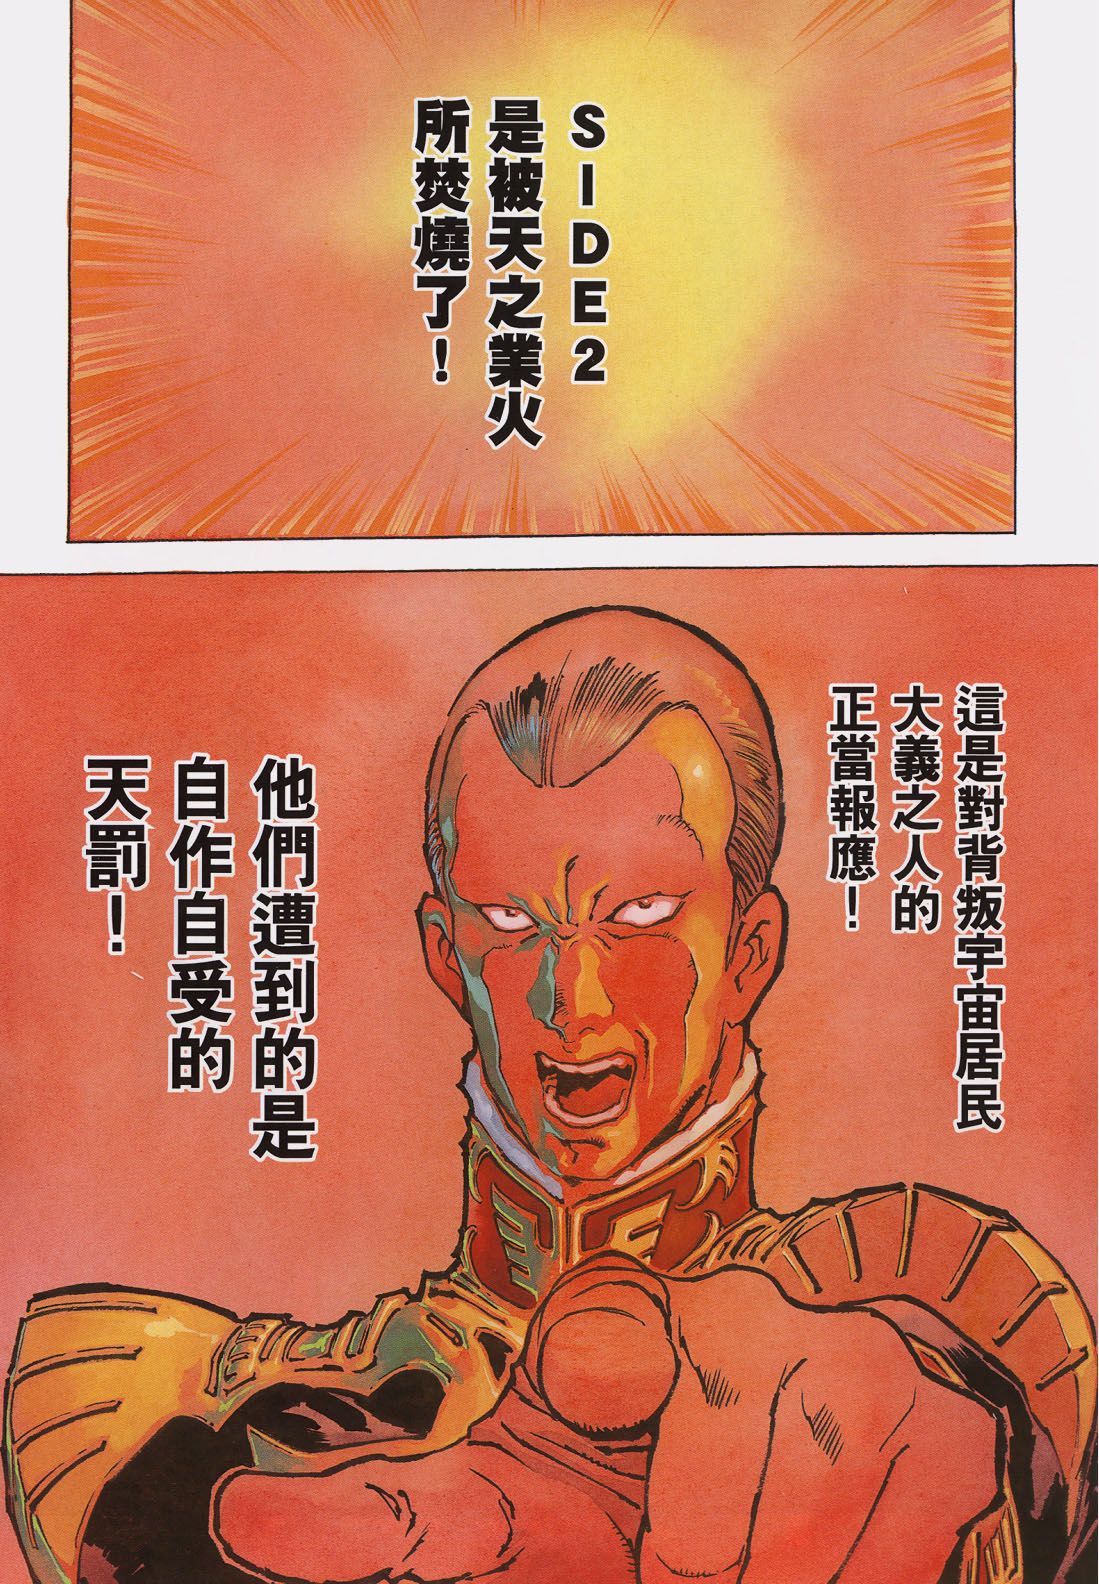 SIDE2
是被天之業火
所焚燒了！
這是對背叛宇宙居民
大義之人的
正當報應！
他們遭到的是
自作自受的
天罰！